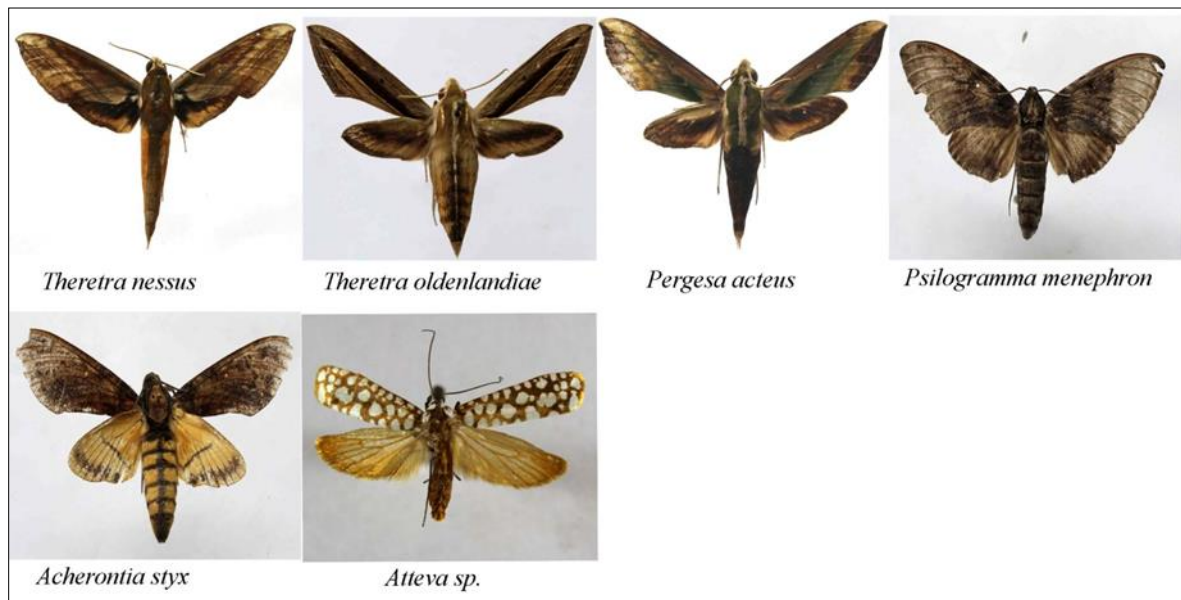 Theretra nessus
Theretra oldenlandiae
Pergesa acteus
Psilogramma menephron
Acherontia styx
Atteva sp.